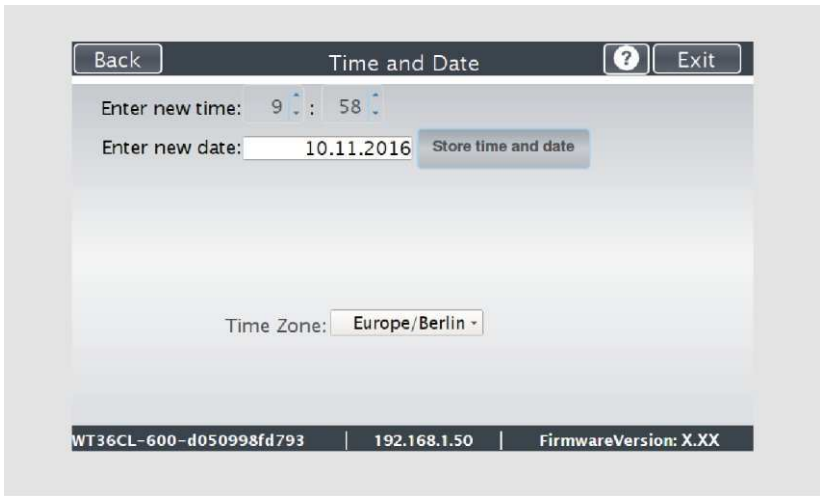 Back Time and Date ? Exit
Enter new time: 9 : 58
Enter new date: 10.11.2016 Store time and date
Time Zone: Europe/Berlin
WT36CL-600-d050998fd793 | 192.168.1.50 | FirmwareVersion: X.XX